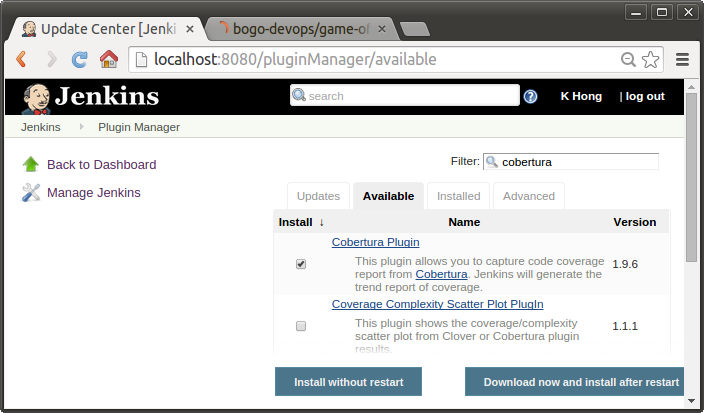 Update Center [Jenki
bogo-devops/game-of
localhost:8080/pluginManager/available
Jenkins
search
K Hong
| log out
Jenkins
Plugin Manager
Back to Dashboard
Manage Jenkins
Filter:
cobertura
Updates
Available
Installed
Advanced
Install ↓
Name
Version
Cobertura Plugin
This plugin allows you to capture code coverage
report from Cobertura. Jenkins will generate the
trend report of coverage.
1.9.6
Coverage Complexity Scatter Plot PlugIn
This plugin shows the coverage/complexity
scatter plot from Clover or Cobertura plugin
results.
1.1.1
Install without restart
Download now and install after restart